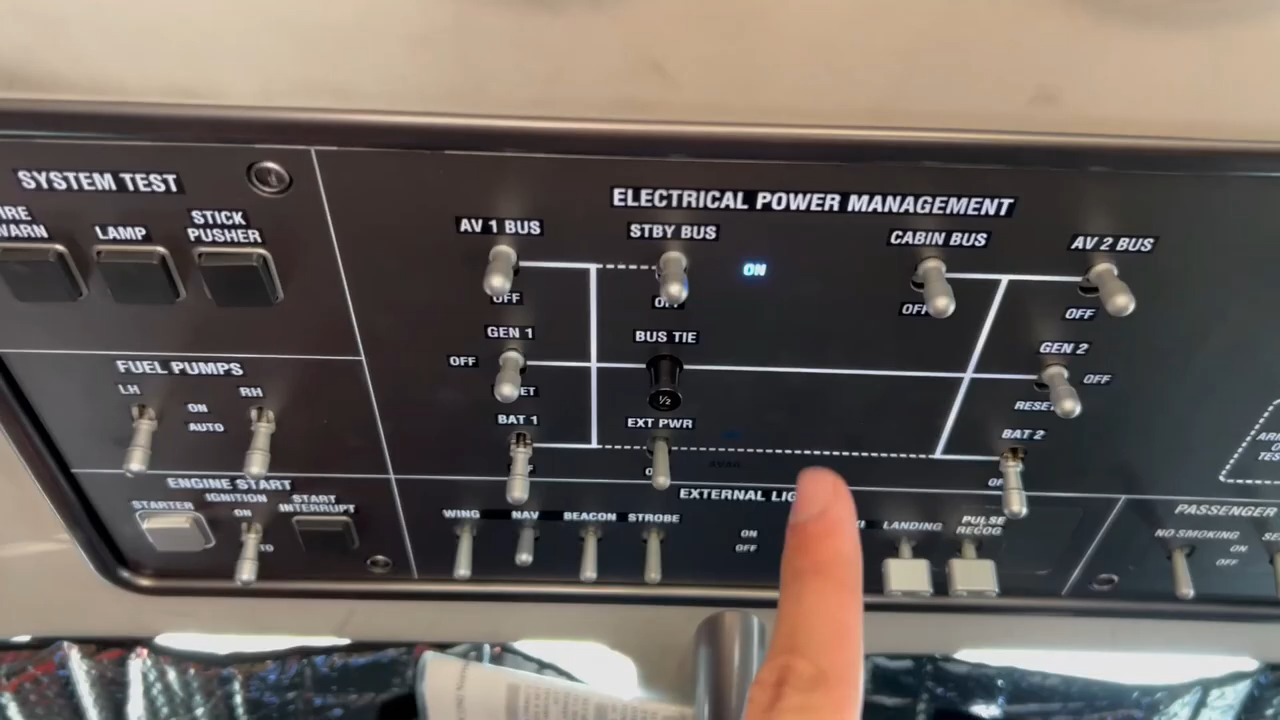 SYSTEM TEST
LAMP
STICK
PUSHER
FUEL PUMPS
LH
RH
ON
AUTO
ENGINE START
STARTER
IGNITION
ON
START
INTERRUPT
ELECTRICAL POWER MANAGEMENT
AV 1 BUS
OFF
STBY BUS
ON
CABIN BUS
OFF
AV 2 BUS
OFF
GEN 1
OFF
BUS TIE
½
GEN 2
OFF
RESET
BAT 1
EXT PWR
AVAIL
BAT 2
WING
NAV
BEACON
STROBE
ON
OFF
LANDING
PULSE
RECOG
PASSENGER
NO SMOKING
ON
OFF